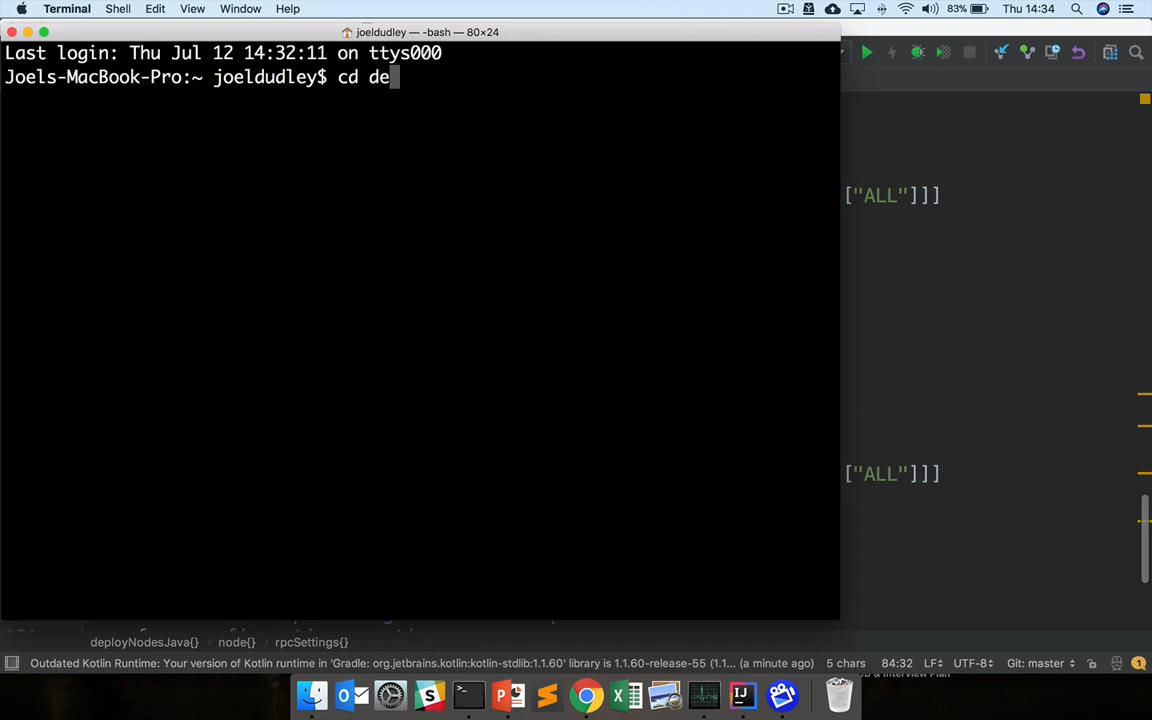 Terminal Shell Edit View Window Help 83% Thu 14:34
joeldudley — -bash — 80×24
Last login: Thu Jul 12 14:32:11 on ttys000
Joels-MacBook-Pro:~ joeldudley$ cd de
["ALL"]]]
["ALL"]]]
deployNodesJava{} node{} rpcSettings{}
Outdated Kotlin Runtime: Your version of Kotlin runtime in 'Gradle: org.jetbrains.kotlin:kotlin-stdlib:1.1.60' library is 1.1.60-release-55 (1.1... (a minute ago) 5 chars 84:32 LF÷ UTF-8÷ Git: master 1
& Interview Plan